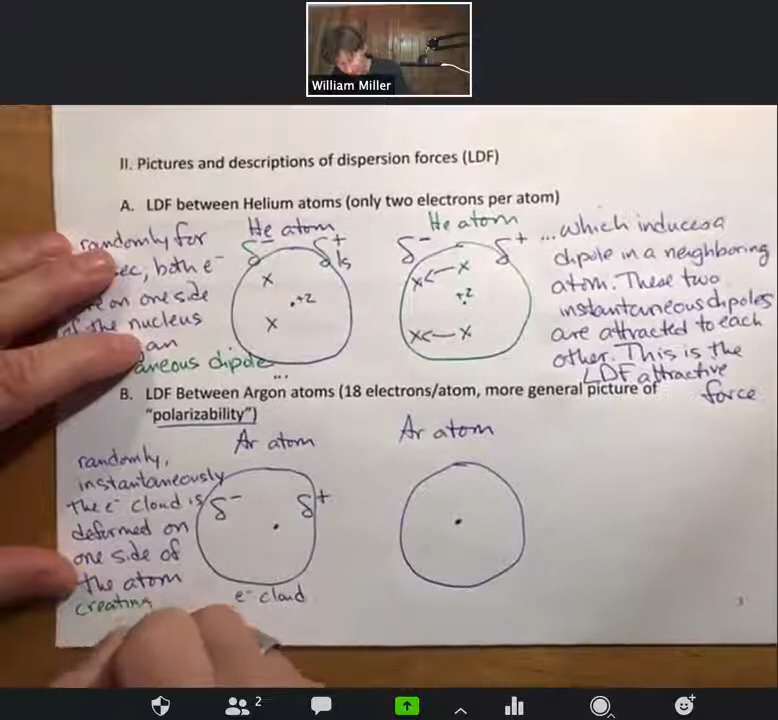 William Miller
II. Pictures and descriptions of dispersion forces (LDF)
A. LDF between Helium atoms (only two electrons per atom)
randomly for
sec, both e⁻
on one side
the nucleus
an
aneous dipole
...
He atom
δ⁻ δ⁺
x
.+2
x
He atom
δ⁻ δ⁺
x ← x
+2
x ← x
...which induces a
dipole in a neighboring
atom. These two
instantaneous dipoles
are attracted to each
other. This is the
LDF attractive
force
B. LDF Between Argon atoms (18 electrons/atom, more general picture of
"polarizability")
randomly,
instantaneously
the e⁻ cloud is
deformed on
one side of
the atom
creating
Ar atom
δ⁻ δ⁺
e⁻ cloud
Ar atom
3
2